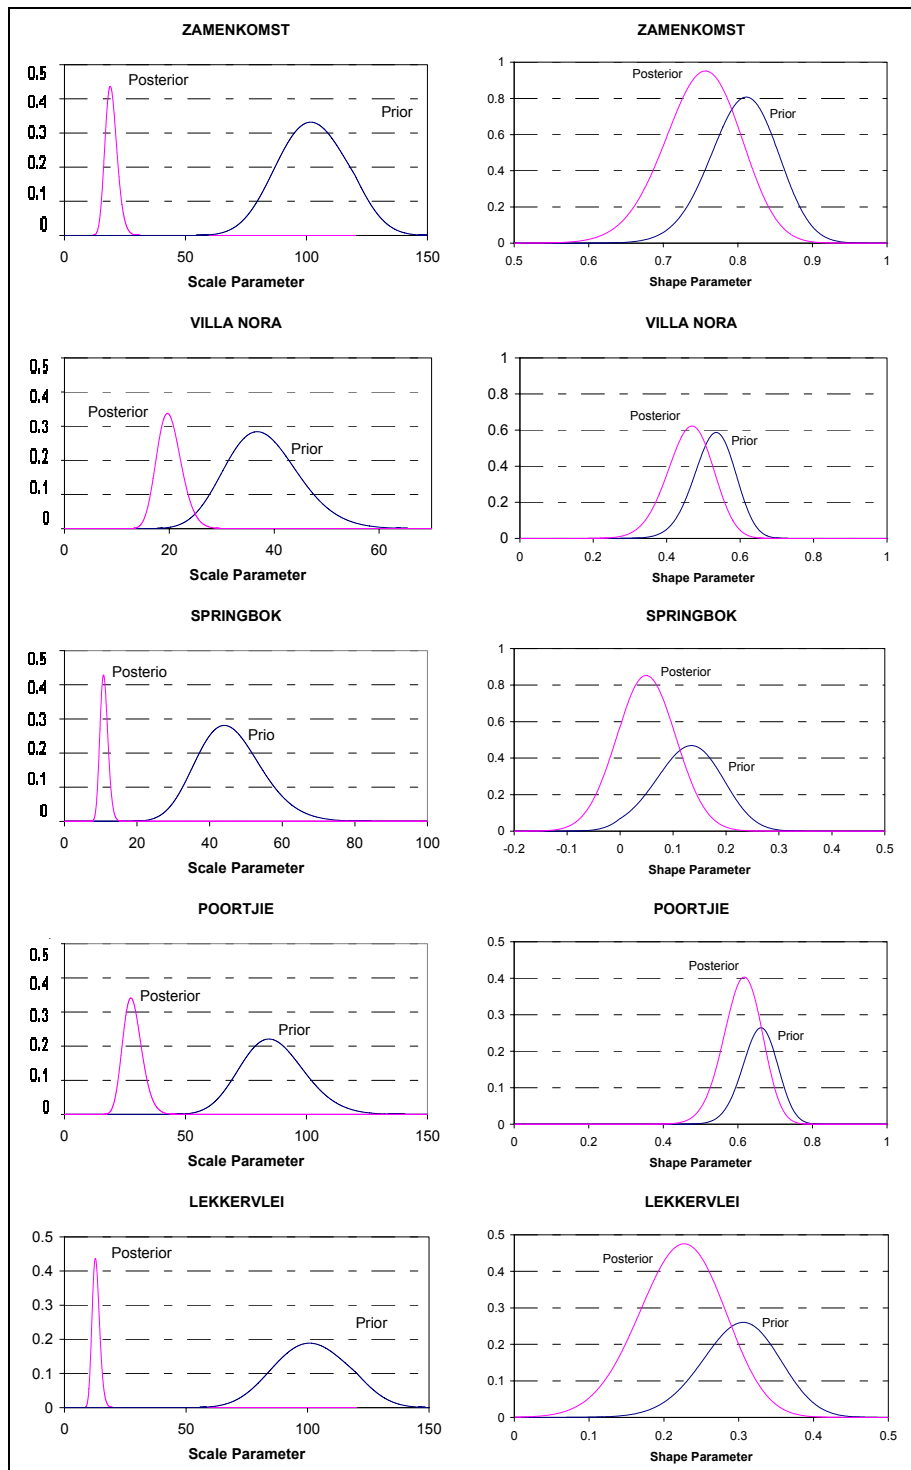 ZAMENKOMST
0.5
0.4
0.3
0.2
0.1
0
Posterior
Prior
0 50 100 150
Scale Parameter
ZAMENKOMST
1
0.8
0.6
0.4
0.2
0
Posterior
Prior
0.5 0.6 0.7 0.8 0.9 1
Shape Parameter
VILLA NORA
0.5
0.4
0.3
0.2
0.1
0
Posterior
Prior
0 20 40 60
Scale Parameter
VILLA NORA
1
0.8
0.6
0.4
0.2
0
Posterior
Prior
0 0.2 0.4 0.6 0.8 1
Shape Parameter
SPRINGBOK
0.5
0.4
0.3
0.2
0.1
0
Posterio
Prio
0 20 40 60 80 100
Scale Parameter
SPRINGBOK
1
0.8
0.6
0.4
0.2
0
Posterior
Prior
-0.2 -0.1 0 0.1 0.2 0.3 0.4 0.5
Shape Parameter
POORTJIE
0.5
0.4
0.3
0.2
0.1
0
Posterior
Prior
0 50 100 150
Scale Parameter
POORTJIE
0.5
0.4
0.3
0.2
0.1
0
Posterior
Prior
0 0.2 0.4 0.6 0.8 1
Shape Parameter
LEKKERVLEI
0.5
0.4
0.3
0.2
0.1
0
Posterior
Prior
0 50 100 150
Scale Parameter
LEKKERVLEI
0.5
0.4
0.3
0.2
0.1
0
Posterior
Prior
0 0.1 0.2 0.3 0.4 0.5
Shape Parameter